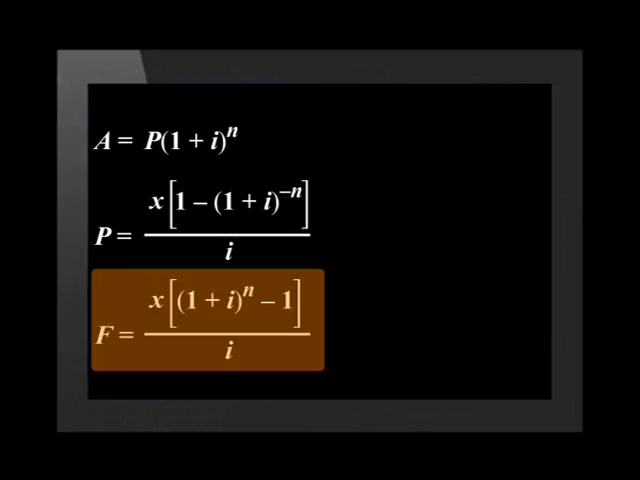 A = P(1 + i)^n
P = x[1 – (1 + i)^–n] / i
F = x[(1 + i)^n – 1] / i